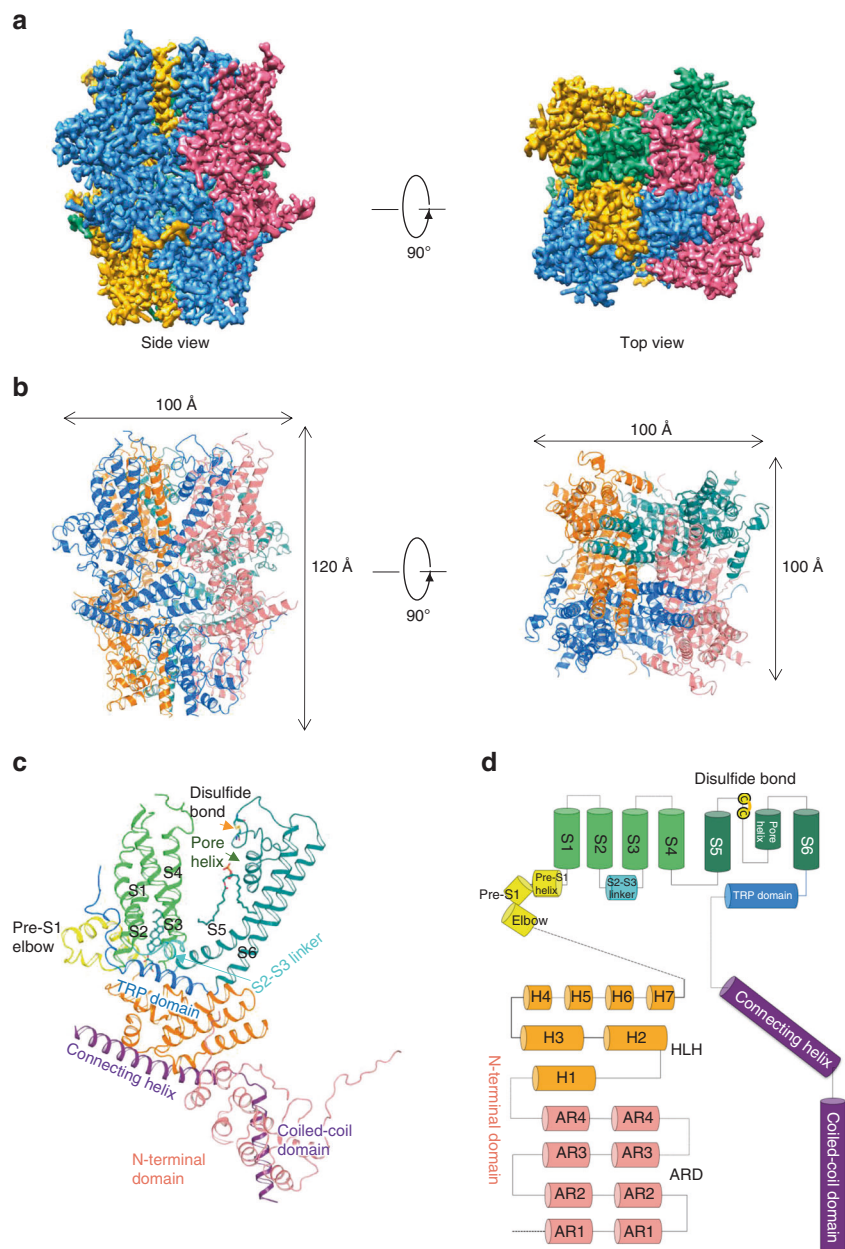 a
90°
Side view
Top view
b
100 Å
120 Å
90°
100 Å
100 Å
c
Disulfide
bond
Pore
helix
S4
S1
S3
S2
S5
S6
Pre-S1
elbow
S2-S3 linker
TRP domain
Connecting helix
Coiled-coil
domain
N-terminal
domain
d
Disulfide bond
C
C
S1
S2
S3
S4
S5
Pore
helix
S6
Pre-S1
helix
S2-S3
linker
TRP domain
Pre-S1
Elbow
H4
H5
H6
H7
H3
H2
HLH
H1
Connecting helix
N-terminal domain
AR4
AR4
AR3
AR3
ARD
AR2
AR2
AR1
AR1
Coiled-coil domain